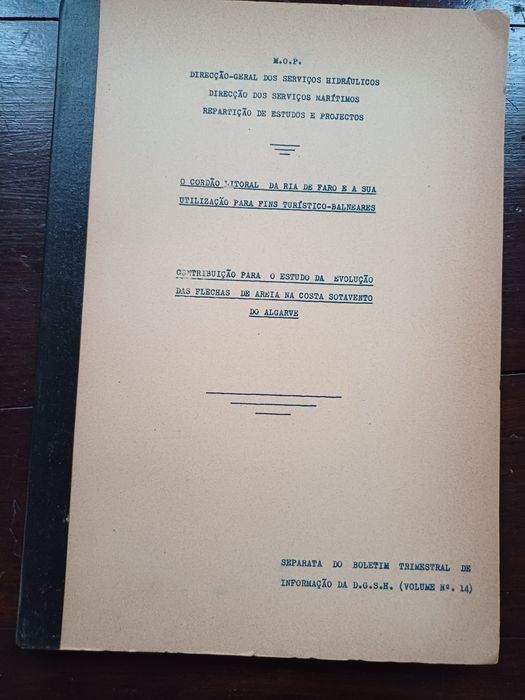 M.O.P.
DIRECÇÃO-GERAL DOS SERVIÇOS HIDRÁULICOS
DIRECÇÃO DOS SERVIÇOS MARÍTIMOS
REPARTIÇÃO DE ESTUDOS E PROJECTOS
O CORDÃO LITORAL DA RIA DE FARO E A SUA
UTILIZAÇÃO PARA FINS TURÍSTICO-BALNEARES
CONTRIBUIÇÃO PARA O ESTUDO DA EVOLUÇÃO
DAS FLECHAS DE AREIA NA COSTA SOTAVENTO
DO ALGARVE
SEPARATA DO BOLETIM TRIMESTRAL DE
INFORMAÇÃO DA D.G.S.H. (VOLUME Nº. 14)